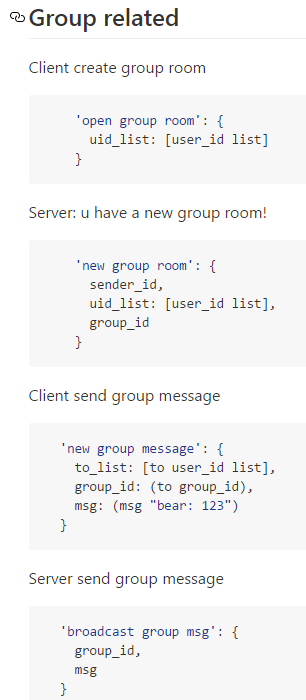 Group related
Client create group room
'open group room': {
uid_list: [user_id list]
}
Server: u have a new group room!
'new group room': {
sender_id,
uid_list: [user_id list],
group_id
}
Client send group message
'new group message': {
to_list: [to user_id list],
group_id: (to group_id),
msg: (msg "bear: 123")
}
Server send group message
'broadcast group msg': {
group_id,
msg
}